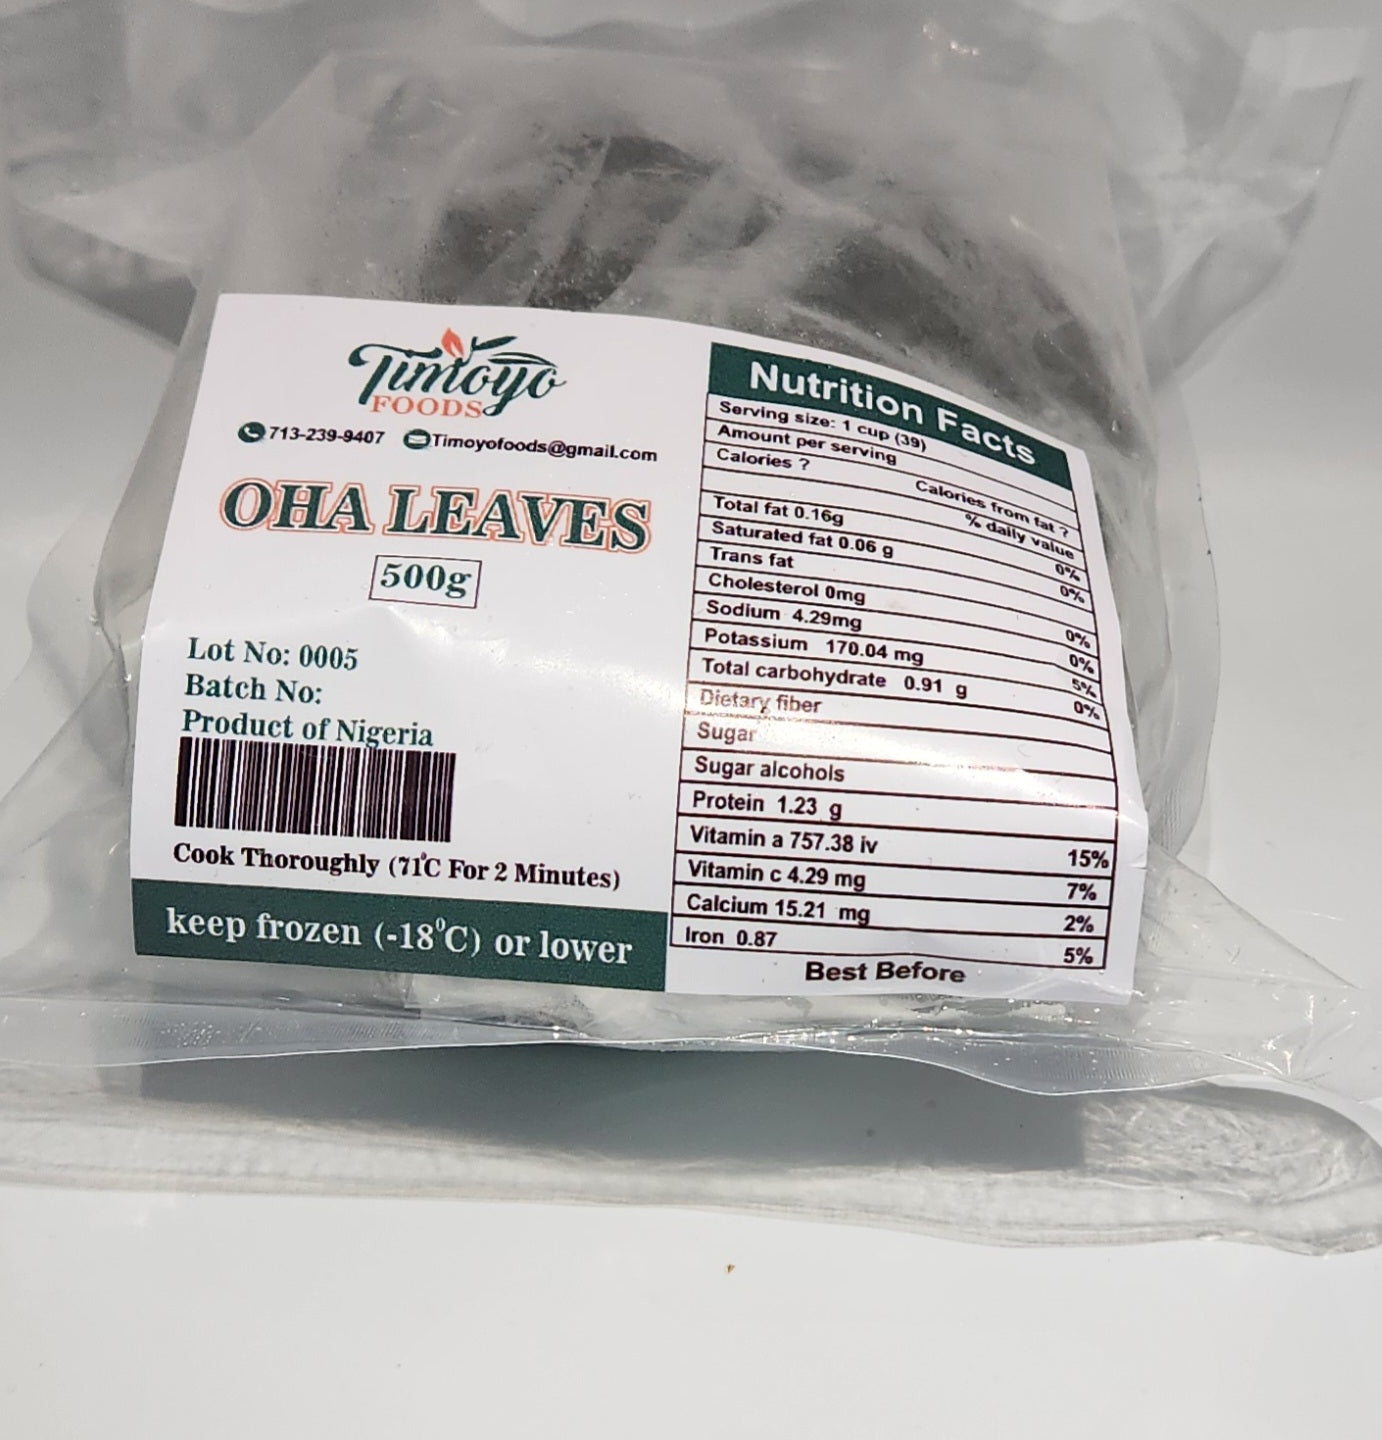 Timoyo
FOODS
713-239-9407 Timoyofoods@gmail.com
OHA LEAVES
500g
Lot No: 0005
Batch No:
Product of Nigeria
Cook Thoroughly (71°C For 2 Minutes)
keep frozen (-18°C) or lower
Nutrition Facts
Serving size: 1 cup (39)
Amount per serving
Calories ? Calories from fat ?
% daily value
Total fat 0.16g 0%
Saturated fat 0.06 g 0%
Trans fat
Cholesterol 0mg 0%
Sodium 4.29mg 0%
Potassium 170.04 mg 5%
Total carbohydrate 0.91 g 0%
Dietary fiber
Sugar
Sugar alcohols
Protein 1.23 g
Vitamin a 757.38 iv 15%
Vitamin c 4.29 mg 7%
Calcium 15.21 mg 2%
Iron 0.87 5%
Best Before